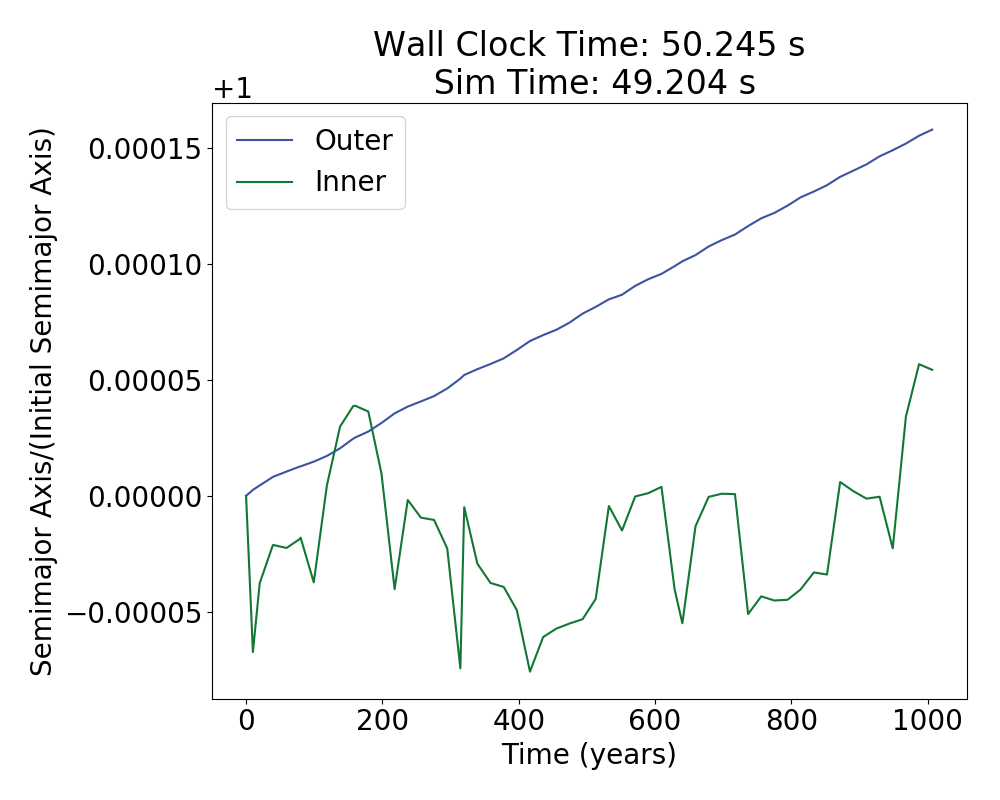 Wall Clock Time: 50.245 s
Sim Time: 49.204 s
+1
Outer
Inner
Semimajor Axis/(Initial Semimajor Axis)
0.00015
0.00010
0.00005
0.00000
−0.00005
0 200 400 600 800 1000
Time (years)